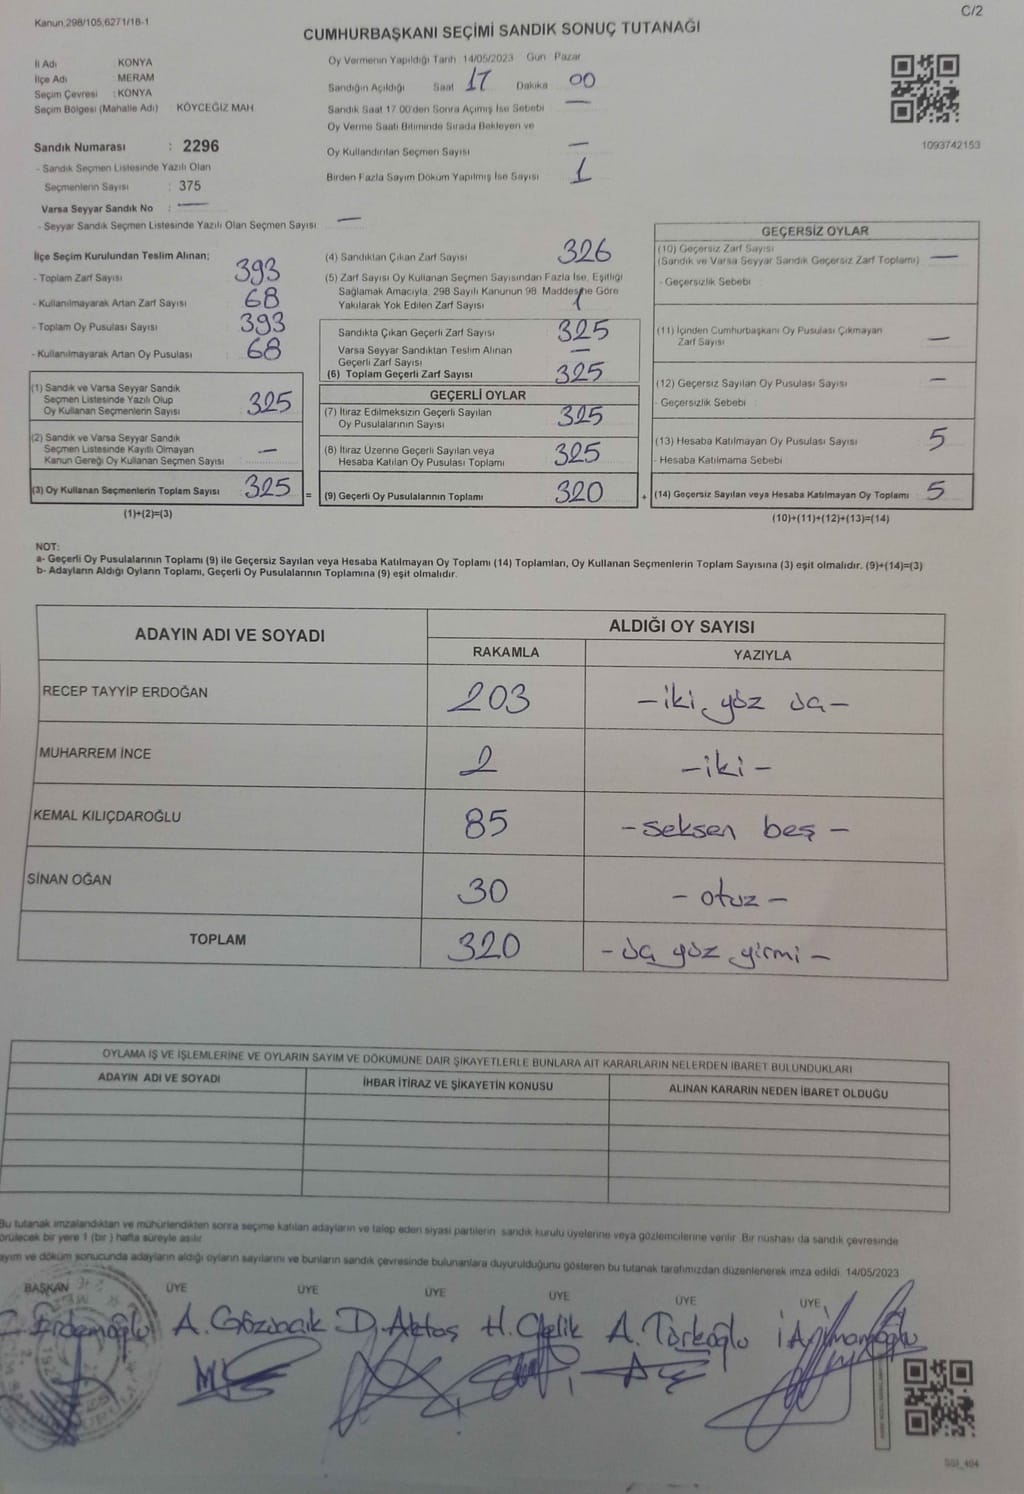 Kanun,298/105,6271/18-1
C/2
CUMHURBAŞKANI SEÇİMİ SANDIK SONUÇ TUTANAĞI
İl Adı : KONYA
İlçe Adı : MERAM
Seçim Çevresi : KONYA
Seçim Bölgesi (Mahalle Adı) : KÖYCEĞİZ MAH
Sandık Numarası : 2296
- Sandık Seçmen Listesinde Yazılı Olan
Seçmenlerin Sayısı : 375
Varsa Seyyar Sandık No : —
- Seyyar Sandık Seçmen Listesinde Yazılı Olan Seçmen Sayısı : —
Oy Vermenin Yapıldığı Tarih 14/05/2023 Gün Pazar
Sandığın Açıldığı Saat 17 Dakika 00
Sandık Saat 17.00'den Sonra Açımış İse Sebebi —
Oy Verme Saati Bitiminde Sırada Bekleyen ve
Oy Kullandırılan Seçmen Sayısı —
Birden Fazla Sayım Döküm Yapılmış İse Sayısı 1
1093742153
İlçe Seçim Kurulundan Teslim Alınan;
- Toplam Zarf Sayısı 393
- Kullanılmayarak Artan Zarf Sayısı 68
- Toplam Oy Pusulası Sayısı 393
- Kullanılmayarak Artan Oy Pusulası 68
(1) Sandık ve Varsa Seyyar Sandık
Seçmen Listesinde Yazılı Olup
Oy Kullanan Seçmenlerin Sayısı 325
(2) Sandık ve Varsa Seyyar Sandık
Seçmen Listesinde Kayıtlı Olmayan
Kanun Gereği Oy Kullanan Seçmen Sayısı —
(3) Oy Kullanan Seçmenlerin Toplam Sayısı 325 =
(1)+(2)=(3)
(4) Sandıktan Çıkan Zarf Sayısı 326
(5) Zarf Sayısı Oy Kullanan Seçmen Sayısından Fazla İse, Eşitliği
Sağlamak Amacıyla, 298 Sayılı Kanunun 98. Maddesine Göre
Yakılarak Yok Edilen Zarf Sayısı 1
Sandıkta Çıkan Geçerli Zarf Sayısı 325
Varsa Seyyar Sandıktan Teslim Alınan
Geçerli Zarf Sayısı —
(6) Toplam Geçerli Zarf Sayısı 325
GEÇERLİ OYLAR
(7) İtiraz Edilmeksizin Geçerli Sayılan
Oy Pusulalarının Sayısı 325
(8) İtiraz Üzerine Geçerli Sayılan veya
Hesaba Katılan Oy Pusulası Toplamı 325
(9) Geçerli Oy Pusulalarının Toplamı 320 +
GEÇERSİZ OYLAR
(10) Geçersiz Zarf Sayısı
(Sandık ve Varsa Seyyar Sandık Geçersiz Zarf Toplamı) —
- Geçersizlik Sebebi :
(11) İçinden Cumhurbaşkanı Oy Pusulası Çıkmayan
Zarf Sayısı —
(12) Geçersiz Sayılan Oy Pusulası Sayısı —
- Geçersizlik Sebebi :
(13) Hesaba Katılmayan Oy Pusulası Sayısı 5
- Hesaba Katılmama Sebebi :
(14) Geçersiz Sayılan veya Hesaba Katılmayan Oy Toplamı 5
(10)+(11)+(12)+(13)=(14)
NOT:
a- Geçerli Oy Pusulalarının Toplamı (9) ile Geçersiz Sayılan veya Hesaba Katılmayan Oy Toplamı (14) Toplamları, Oy Kullanan Seçmenlerin Toplam Sayısına (3) eşit olmalıdır. (9)+(14)=(3)
b- Adayların Aldığı Oyların Toplamı, Geçerli Oy Pusulalarının Toplamına (9) eşit olmalıdır.
ADAYIN ADI VE SOYADI ALDIĞI OY SAYISI
RAKAMLA YAZIYLA
RECEP TAYYİP ERDOĞAN 203 —iki yüz üç—
MUHARREM İNCE 2 —iki—
KEMAL KILIÇDAROĞLU 85 —seksen beş—
SİNAN OĞAN 30 —otuz—
TOPLAM 320 —üç yüz yirmi—
OYLAMA İŞ VE İŞLEMLERİNE VE OYLARIN SAYIM VE DÖKÜMÜNE DAİR ŞİKAYETLERLE BUNLARA AİT KARARLARIN NELERDEN İBARET BULUNDUKLARI
ADAYIN ADI VE SOYADI İHBAR İTİRAZ VE ŞİKAYETİN KONUSU ALINAN KARARIN NEDEN İBARET OLDUĞU
Bu tutanak imzalandıktan ve mühürlendikten sonra seçime katılan adayların ve talep eden siyasi partilerin sandık kurulu üyelerine veya gözlemcilerine verilir. Bir nüshası da sandık çevresinde
örülecek bir yere 1 (bir) hafta süreyle asılır
ayım ve döküm sonucunda adayların aldığı oyların sayılarını ve bunların sandık çevresinde bulunanlara duyurulduğunu gösteren bu tutanak tarafımızdan düzenlenerek imza edildi. 14/05/2023
BAŞKAN ÜYE ÜYE ÜYE ÜYE ÜYE ÜYE
Erdemoğlu A. Gözübıcık D. Aktaş H. Çelik A. Türkoğlu
SSI_404